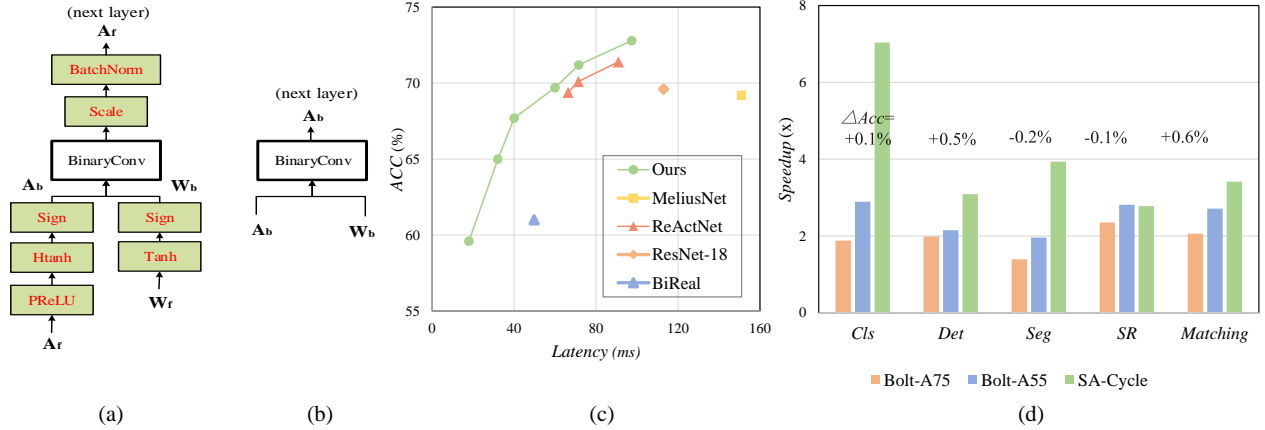 (next layer)
Af
BatchNorm
Scale
BinaryConv
Ab
Wb
Sign
Sign
Htanh
Tanh
PReLU
Wf
Af
(a)
(next layer)
Ab
BinaryConv
Ab
Wb
(b)
ACC (%)
75
70
65
60
55
0 40 80 120 160
Latency (ms)
Ours
MeliusNet
ReActNet
ResNet-18
BiReal
(c)
Speedup (x)
8
6
4
2
0
△Acc=
+0.1% +0.5% -0.2% -0.1% +0.6%
Cls Det Seg SR Matching
Bolt-A75 Bolt-A55 SA-Cycle
(d)